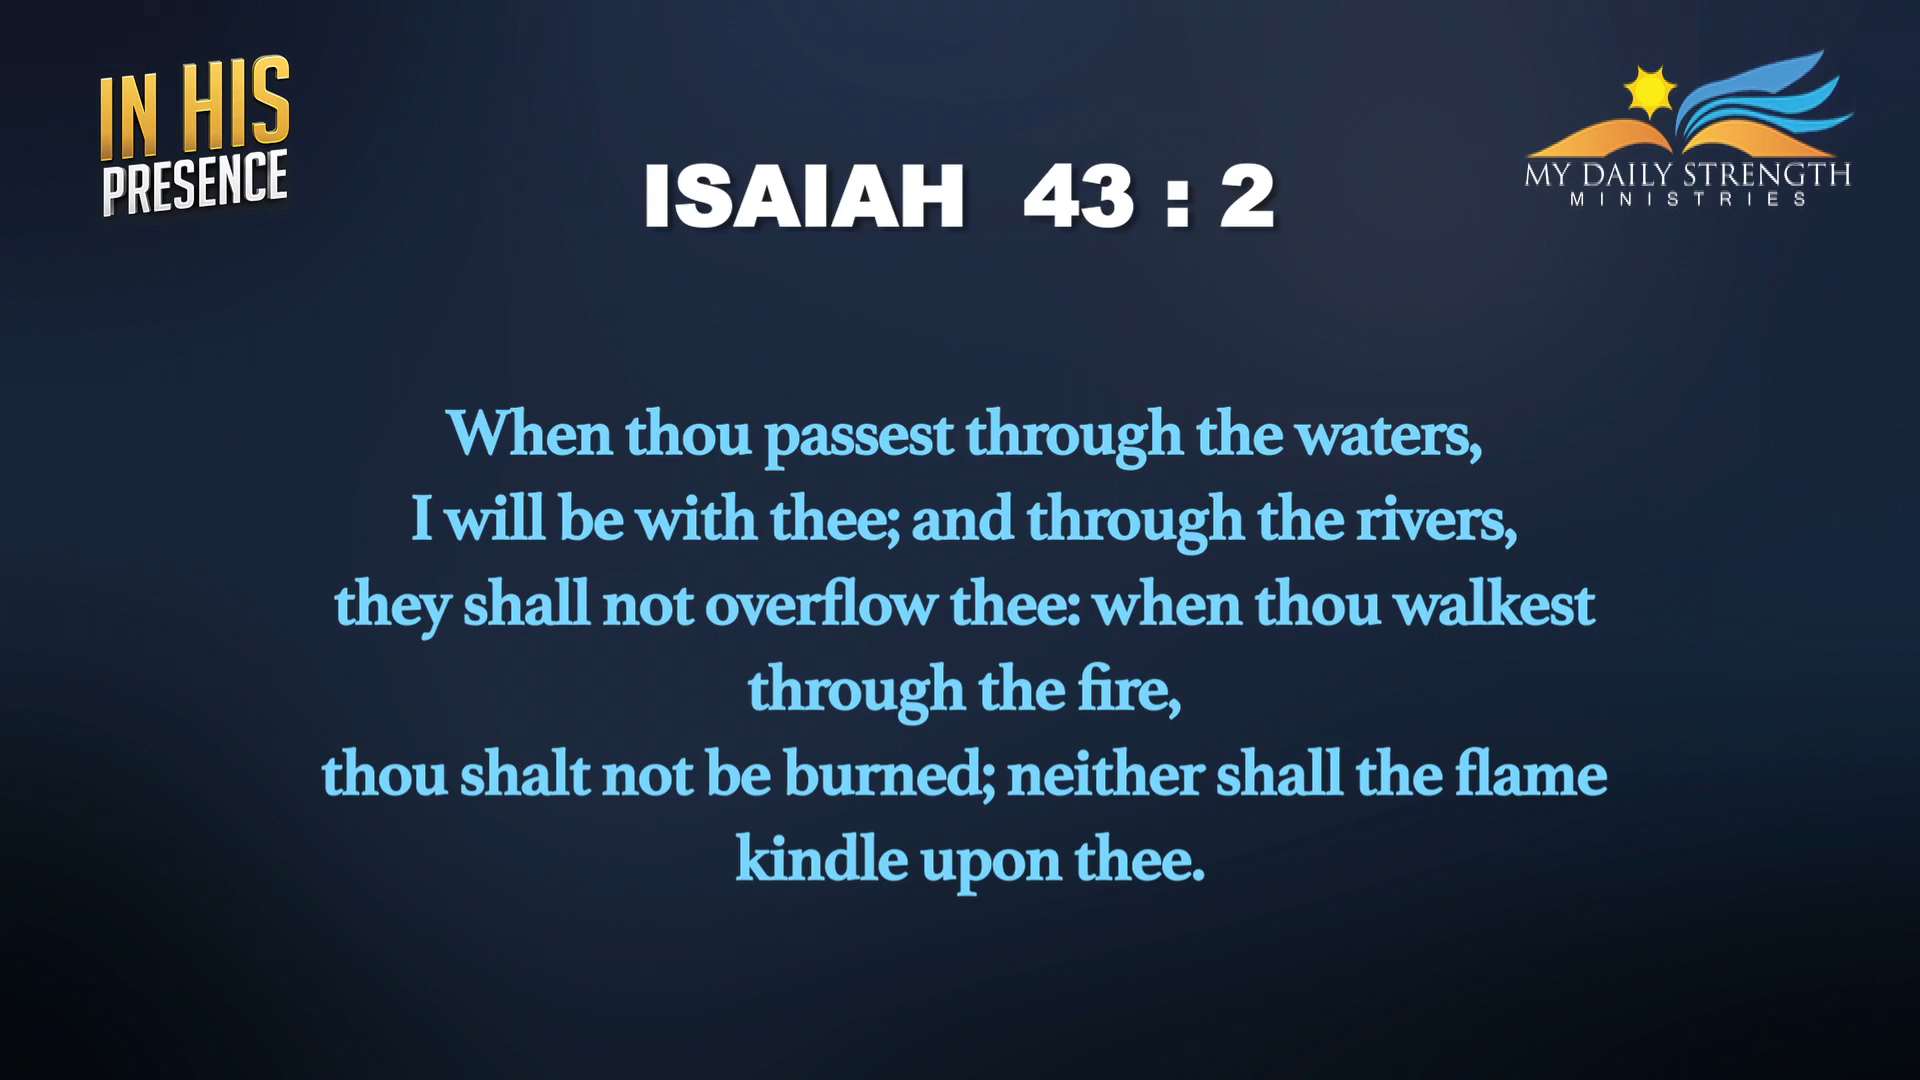 IN HIS
PRESENCE
MY DAILY STRENGTH
MINISTRIES
ISAIAH 43 : 2
When thou passest through the waters,
I will be with thee; and through the rivers,
they shall not overflow thee: when thou walkest
through the fire,
thou shalt not be burned; neither shall the flame
kindle upon thee.